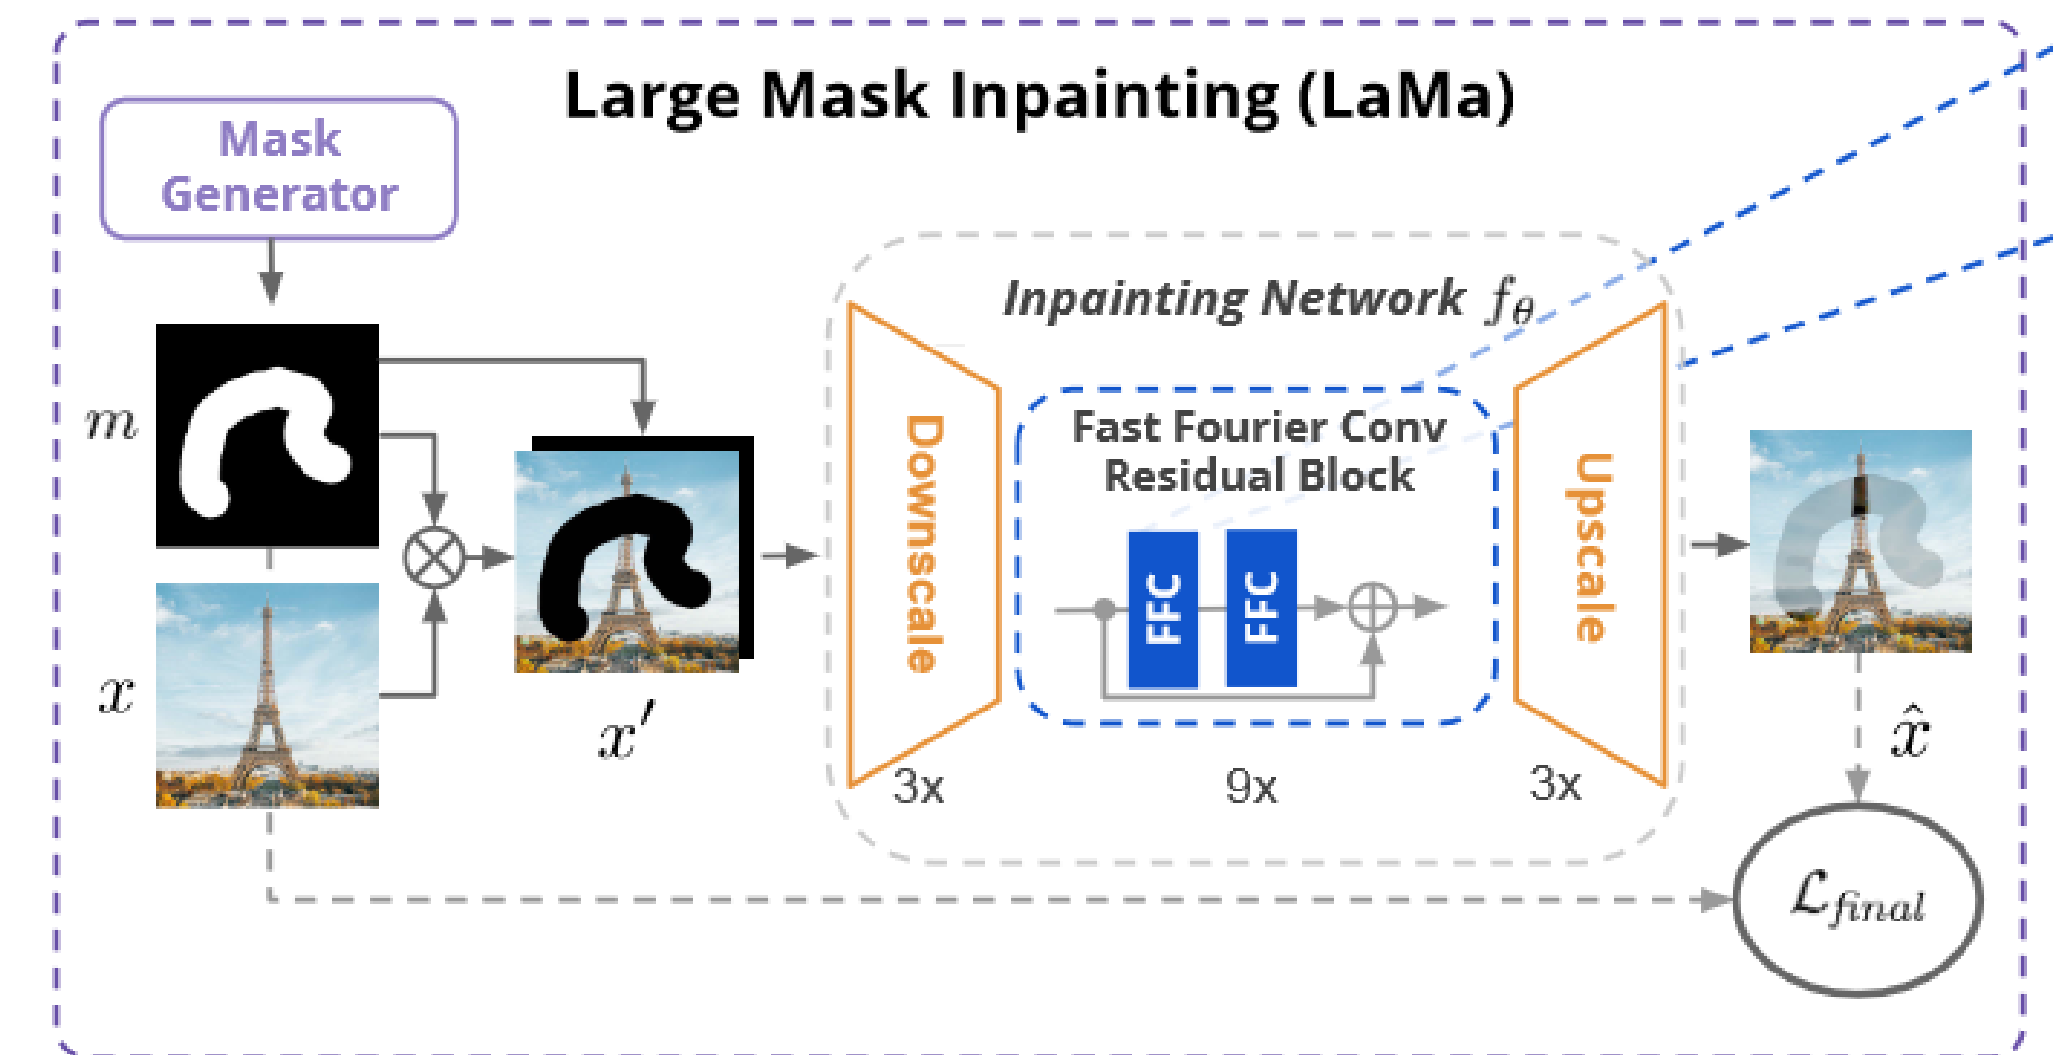 Large Mask Inpainting (LaMa)
Mask
Generator
m
x
x′
Inpainting Network f_θ
Downscale
Fast Fourier Conv
Residual Block
FFC
FFC
Upscale
3x
9x
3x
x̂
ℒ_final